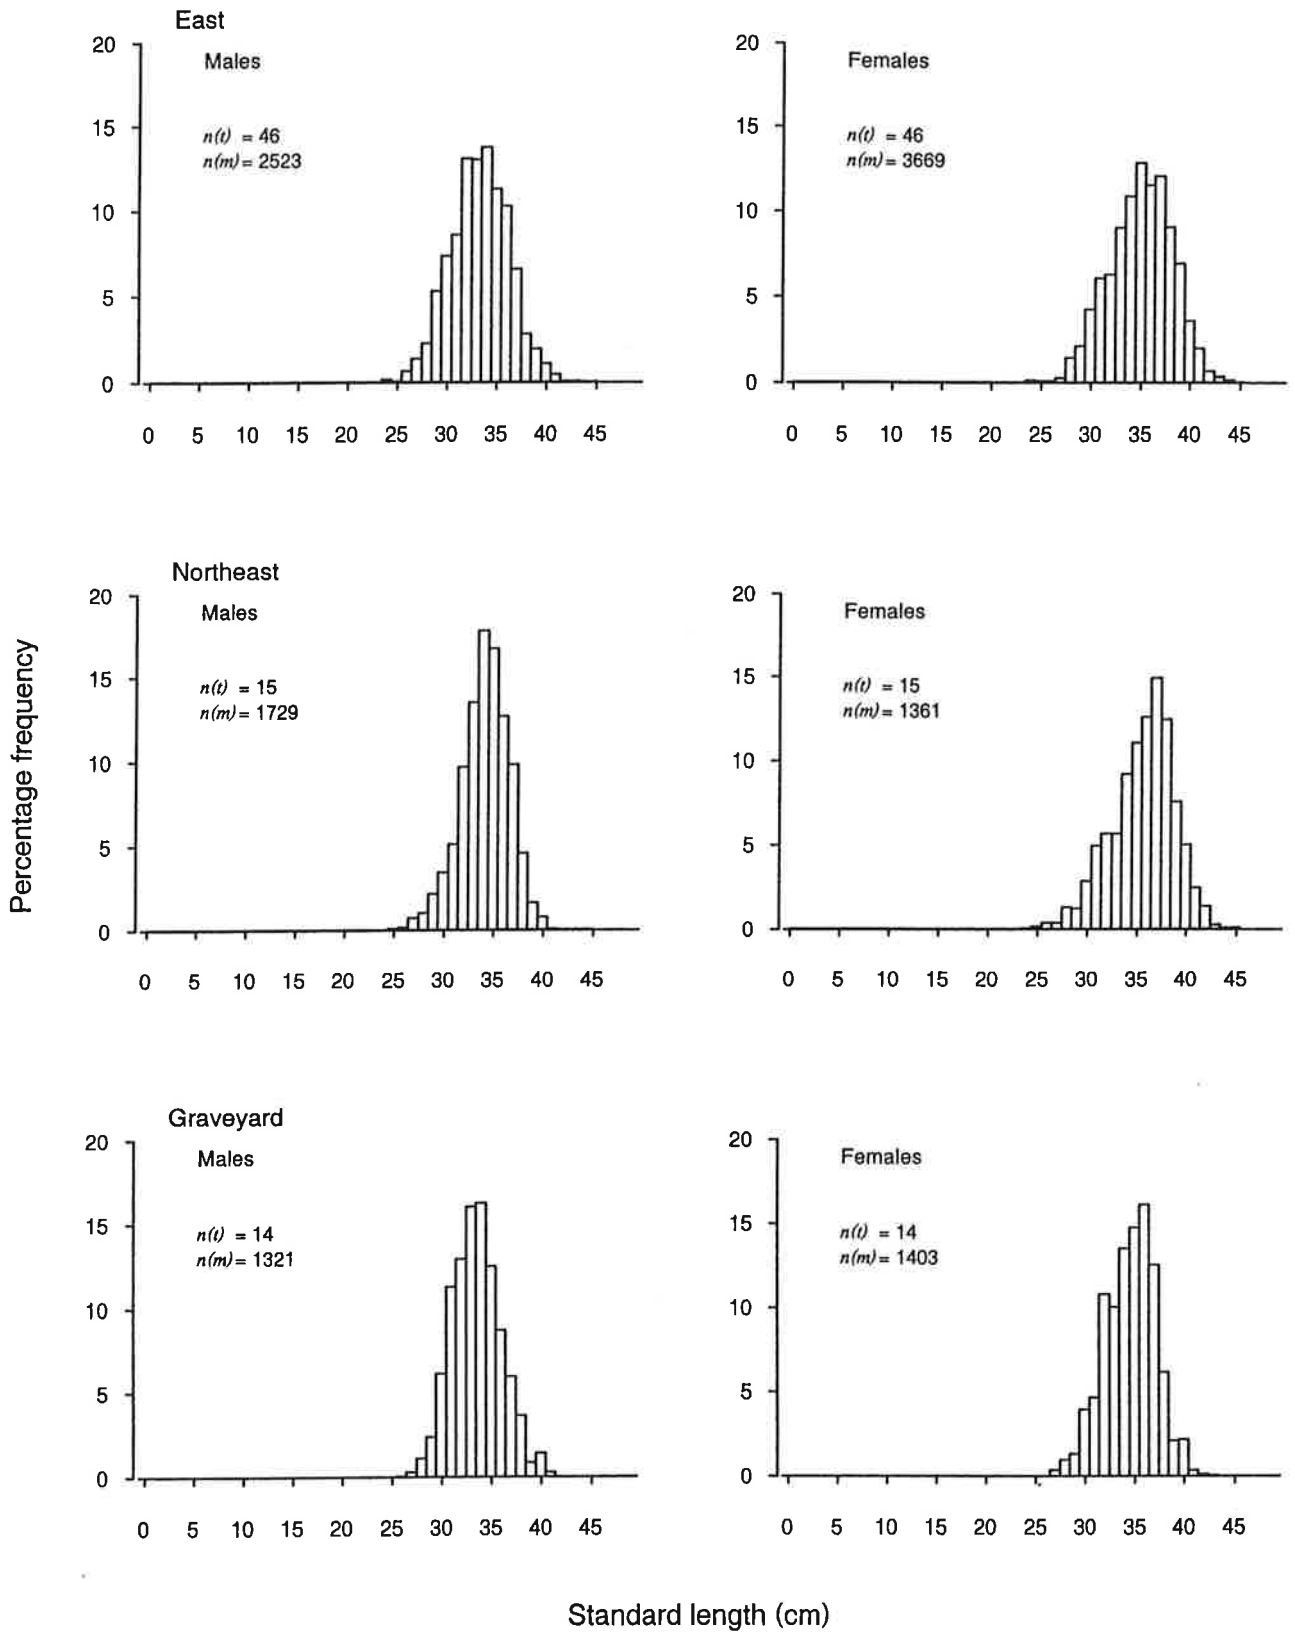 East
Males
n(t) = 46
n(m) = 2523
20
15
10
5
0
0 5 10 15 20 25 30 35 40 45
Females
n(t) = 46
n(m) = 3669
20
15
10
5
0
0 5 10 15 20 25 30 35 40 45
Northeast
Males
n(t) = 15
n(m) = 1729
20
15
10
5
0
0 5 10 15 20 25 30 35 40 45
Females
n(t) = 15
n(m) = 1361
20
15
10
5
0
0 5 10 15 20 25 30 35 40 45
Percentage frequency
Graveyard
Males
n(t) = 14
n(m) = 1321
20
15
10
5
0
0 5 10 15 20 25 30 35 40 45
Females
n(t) = 14
n(m) = 1403
20
15
10
5
0
0 5 10 15 20 25 30 35 40 45
Standard length (cm)